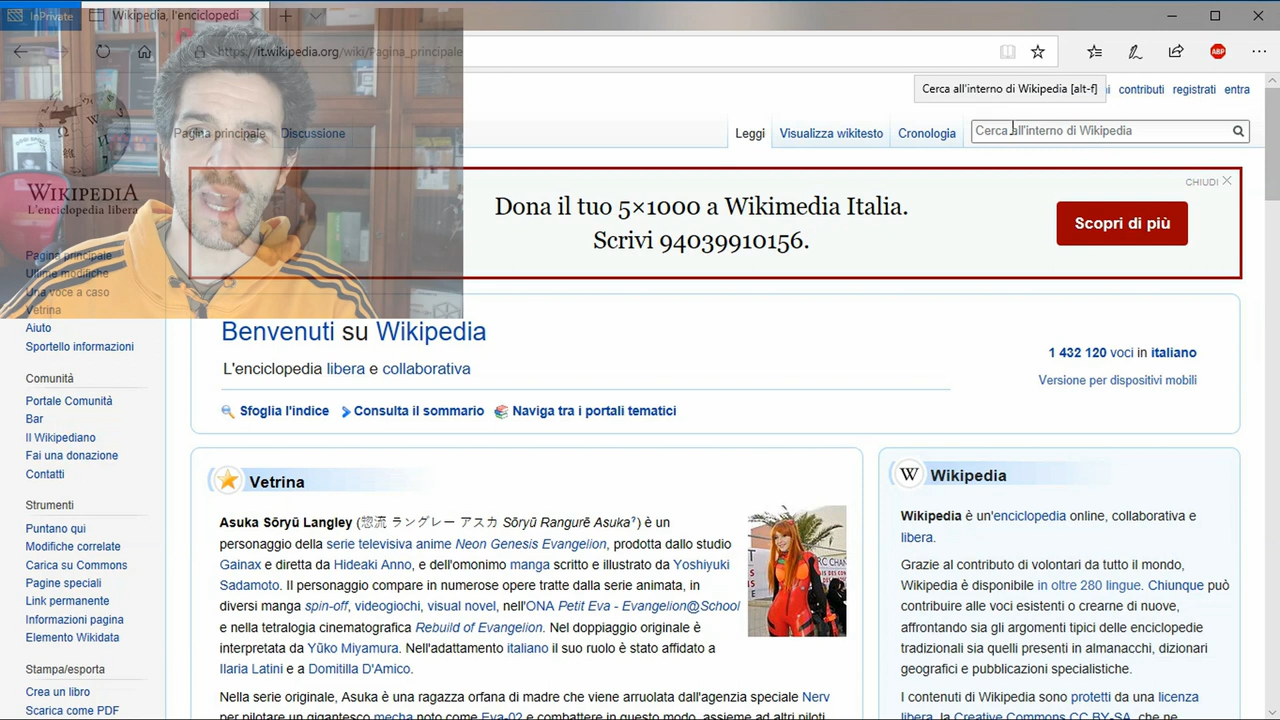 InPrivate
Wikipedia, l'enciclopedi
https://it.wikipedia.org/wiki/Pagina_principale
ABP
Cerca all'interno di Wikipedia [alt-f]
contributi
registrati
entra
Pagina principale
Discussione
Leggi
Visualizza wikitesto
Cronologia
Cerca all'interno di Wikipedia
WIKIPEDIA
L'enciclopedia libera
CHIUDI
Dona il tuo 5×1000 a Wikimedia Italia.
Scrivi 94039910156.
Scopri di più
Pagina principale
Ultime modifiche
Una voce a caso
Vetrina
Aiuto
Sportello informazioni
Comunità
Portale Comunità
Bar
Il Wikipediano
Fai una donazione
Contatti
Strumenti
Puntano qui
Modifiche correlate
Carica su Commons
Pagine speciali
Link permanente
Informazioni pagina
Elemento Wikidata
Stampa/esporta
Crea un libro
Scarica come PDF
Benvenuti su Wikipedia
L'enciclopedia libera e collaborativa
1 432 120 voci in italiano
Versione per dispositivi mobili
Sfoglia l'indice
Consulta il sommario
Naviga tra i portali tematici
Vetrina
Asuka Sōryū Langley (惣流 ラングレー アスカ Sōryū Rangurē Asuka?) è un
personaggio della serie televisiva anime Neon Genesis Evangelion, prodotta dallo studio
Gainax e diretta da Hideaki Anno, e dell'omonimo manga scritto e illustrato da Yoshiyuki
Sadamoto. Il personaggio compare in numerose opere tratte dalla serie animata, in
diversi manga spin-off, videogiochi, visual novel, nell'ONA Petit Eva - Evangelion@School
e nella tetralogia cinematografica Rebuild of Evangelion. Nel doppiaggio originale è
interpretata da Yūko Miyamura. Nell'adattamento italiano il suo ruolo è stato affidato a
Ilaria Latini e a Domitilla D'Amico.
Nella serie originale, Asuka è una ragazza orfana di madre che viene arruolata dall'agenzia speciale Nerv
per pilotare un gigantesco mecha noto come Eva-02 e combattere in questo modo, assieme ad altri piloti
W
Wikipedia
Wikipedia è un'enciclopedia online, collaborativa e
libera.
Grazie al contributo di volontari da tutto il mondo,
Wikipedia è disponibile in oltre 280 lingue. Chiunque può
contribuire alle voci esistenti o crearne di nuove,
affrontando sia gli argomenti tipici delle enciclopedie
tradizionali sia quelli presenti in almanacchi, dizionari
geografici e pubblicazioni specialistiche.
I contenuti di Wikipedia sono protetti da una licenza
libera, la Creative Commons CC BY-SA, che ne